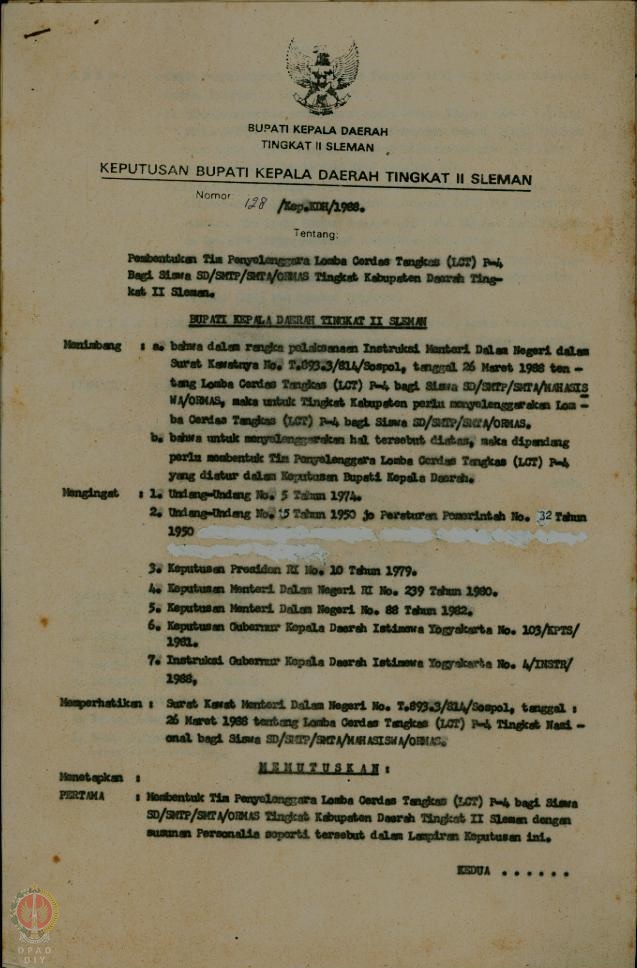 BUPATI KEPALA DAERAH
TINGKAT II SLEMAN
KEPUTUSAN BUPATI KEPALA DAERAH TINGKAT II SLEMAN
Nomor 128 /Kep.KDH/1988.
Tentang:
Pembentukan Tim Penyelenggara Lomba Cerdas Tangkas (LCT) P-4
Bagi Siswa SD/SMTP/SMTA/ORMAS Tingkat Kabupaten Daerah Ting-
kat II Sleman.
BUPATI KEPALA DAERAH TINGKAT II SLEMAN
Menimbang : a. bahwa dalam rangka pelaksanaan Instruksi Menteri Dalam Negeri dalam
Surat Kawatnya No. T.893.3/814/Sospol, tanggal 26 Maret 1988 ten -
tang Lomba Cerdas Tangkas (LCT) P-4 bagi Siswa SD/SMTP/SMTA/MAHASIS
WA/ORMAS, maka untuk Tingkat Kabupaten perlu menyelenggarakan Lom -
ba Cerdas Tangkas (LCT) P-4 bagi Siswa SD/SMTP/SMTA/ORMAS.
b. bahwa untuk menyelenggarakan hal tersebut diatas, maka dipandang
perlu membentuk Tim Penyelenggara Lomba Cerdas Tangkas (LCT) P-4
yang diatur dalam Keputusan Bupati Kepala Daerah.
Mengingat : 1. Undang-Undang No. 5 Tahun 1974.
2. Undang-Undang No. 15 Tahun 1950 jo Peraturan Pemerintah No. 32 Tahun
1950
3. Keputusan Presiden RI No. 10 Tahun 1979.
4. Keputusan Menteri Dalam Negeri RI No. 239 Tahun 1980.
5. Keputusan Menteri Dalam Negeri No. 88 Tahun 1982.
6. Keputusan Gubernur Kepala Daerah Istimewa Yogyakarta No. 103/KPTS/
1981.
7. Instruksi Gubernur Kepala Daerah Istimewa Yogyakarta No. 4/INSTR/
1988,
Memperhatikan : Surat Kawat Menteri Dalam Negeri No. T.893.3/814/Sospol, tanggal :
26 Maret 1988 tentang Lomba Cerdas Tangkas (LCT) P-4 Tingkat Nasi -
onal bagi Siswa SD/SMTP/SMTA/MAHASISWA/ORMAS.
M E M U T U S K A N :
Menetapkan :
PERTAMA : Membentuk Tim Penyelenggara Lomba Cerdas Tangkas (LCT) P-4 bagi Siswa
SD/SMTP/SMTA/ORMAS Tingkat Kabupaten Daerah Tingkat II Sleman dengan
susunan Personalia seperti tersebut dalam Lampiran Keputusan ini.
KEDUA . . . . . .
DPAD
DIY